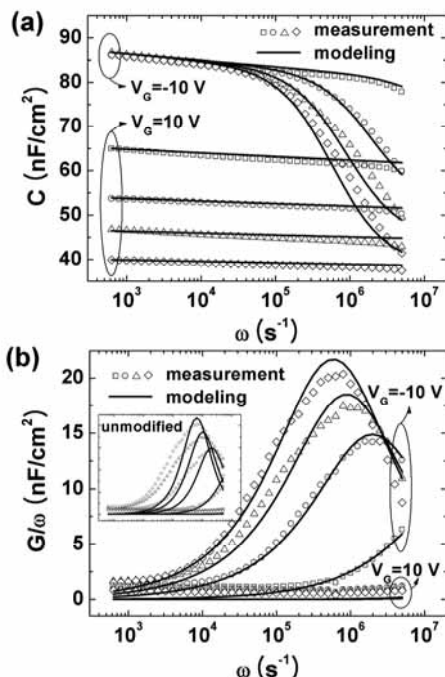 (a)
measurement
modeling
V_G=-10 V
V_G=10 V
C (nF/cm²)
90
80
70
60
50
40
10³ 10⁴ 10⁵ 10⁶ 10⁷
ω (s⁻¹)
(b)
measurement
modeling
V_G=-10 V
unmodified
V_G=10 V
G/ω (nF/cm²)
20
15
10
5
0
10³ 10⁴ 10⁵ 10⁶ 10⁷
ω (s⁻¹)